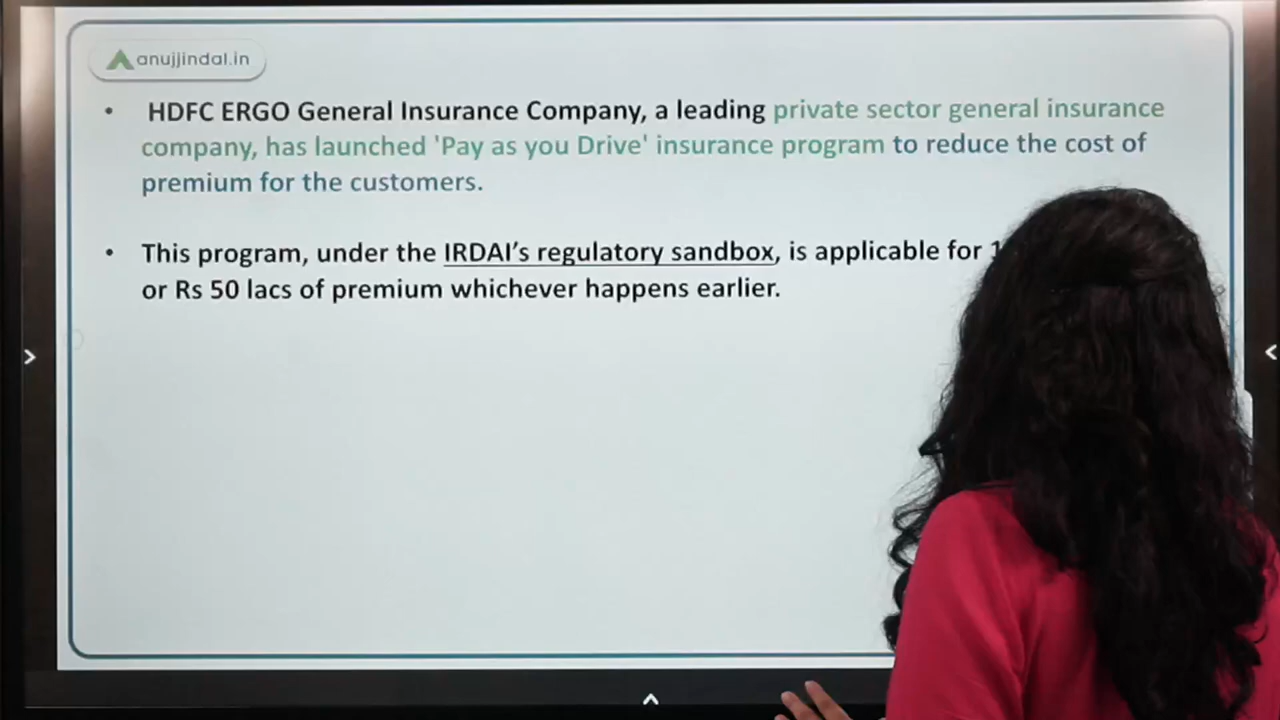 anujjindal.in
• HDFC ERGO General Insurance Company, a leading private sector general insurance
company, has launched 'Pay as you Drive' insurance program to reduce the cost of
premium for the customers.
• This program, under the IRDAI’s regulatory sandbox, is applicable for
or Rs 50 lacs of premium whichever happens earlier.